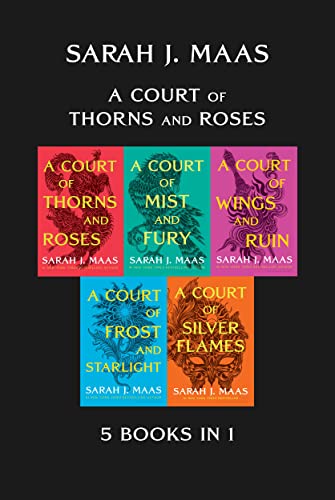 SARAH J. MAAS
A COURT OF
THORNS AND ROSES
A COURT
OF
THORNS
AND
ROSES
SARAH J. MAAS
A COURT
OF
MIST
AND
FURY
SARAH J. MAAS
A COURT
OF
WINGS
AND
RUIN
SARAH J. MAAS
A COURT
OF
FROST
AND
STARLIGHT
SARAH J. MAAS
A COURT
OF
SILVER
FLAMES
SARAH J. MAAS
5 BOOKS IN 1